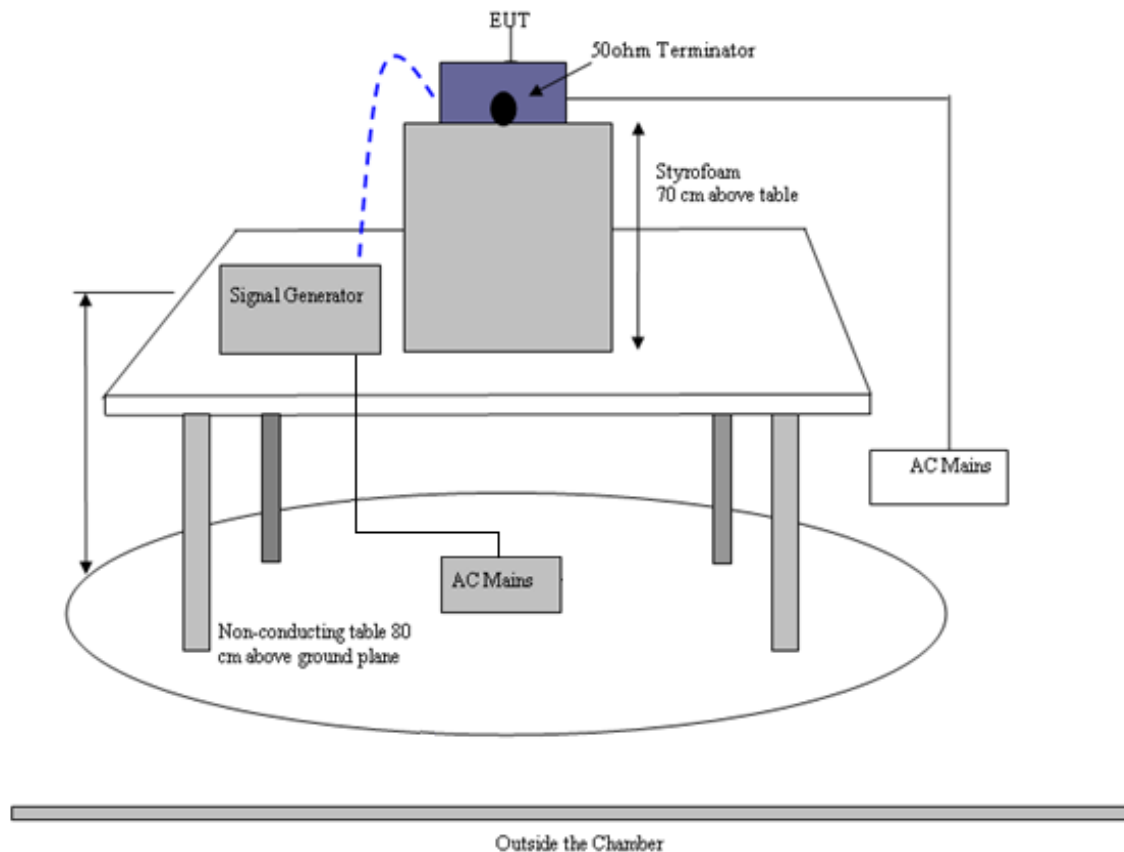 EUT
50ohm Terminator
Styrofoam
70 cm above table
Signal Generator
AC Mains
AC Mains
Non-conducting table 80
cm above ground plane
Outside the Chamber